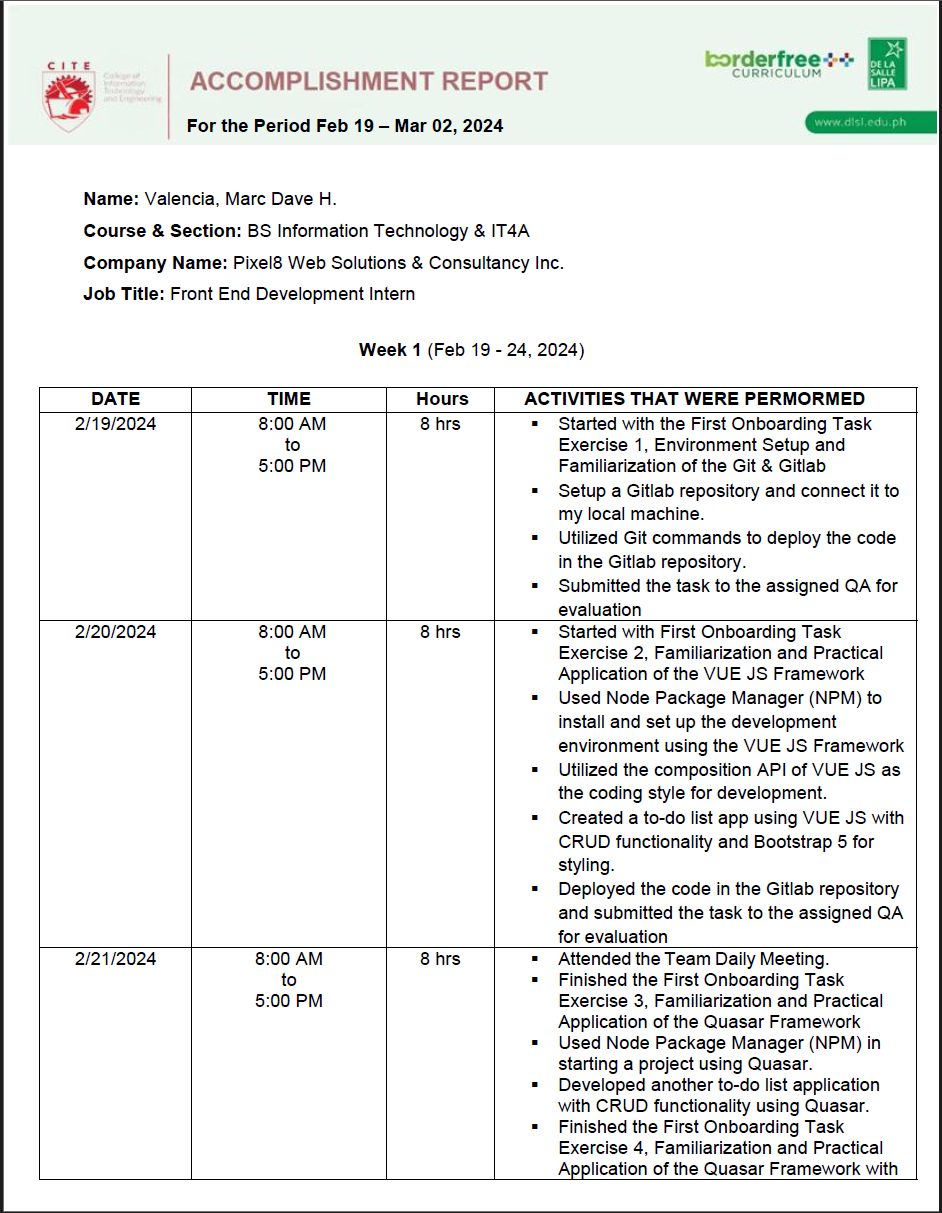 CITE
College of
Information
Technology
and Engineering
ACCOMPLISHMENT REPORT
For the Period Feb 19 – Mar 02, 2024
borderfree
CURRICULUM
DE LA
SALLE
LIPA
www.dlsl.edu.ph
Name: Valencia, Marc Dave H.
Course & Section: BS Information Technology & IT4A
Company Name: Pixel8 Web Solutions & Consultancy Inc.
Job Title: Front End Development Intern
Week 1 (Feb 19 - 24, 2024)
DATE TIME Hours ACTIVITIES THAT WERE PERMORMED
2/19/2024
8:00 AM
to
5:00 PM
8 hrs
▪ Started with the First Onboarding Task
Exercise 1, Environment Setup and
Familiarization of the Git & Gitlab
▪ Setup a Gitlab repository and connect it to
my local machine.
▪ Utilized Git commands to deploy the code
in the Gitlab repository.
▪ Submitted the task to the assigned QA for
evaluation
2/20/2024
8:00 AM
to
5:00 PM
8 hrs
▪ Started with First Onboarding Task
Exercise 2, Familiarization and Practical
Application of the VUE JS Framework
▪ Used Node Package Manager (NPM) to
install and set up the development
environment using the VUE JS Framework
▪ Utilized the composition API of VUE JS as
the coding style for development.
▪ Created a to-do list app using VUE JS with
CRUD functionality and Bootstrap 5 for
styling.
▪ Deployed the code in the Gitlab repository
and submitted the task to the assigned QA
for evaluation
2/21/2024
8:00 AM
to
5:00 PM
8 hrs
▪ Attended the Team Daily Meeting.
▪ Finished the First Onboarding Task
Exercise 3, Familiarization and Practical
Application of the Quasar Framework
▪ Used Node Package Manager (NPM) in
starting a project using Quasar.
▪ Developed another to-do list application
with CRUD functionality using Quasar.
▪ Finished the First Onboarding Task
Exercise 4, Familiarization and Practical
Application of the Quasar Framework with